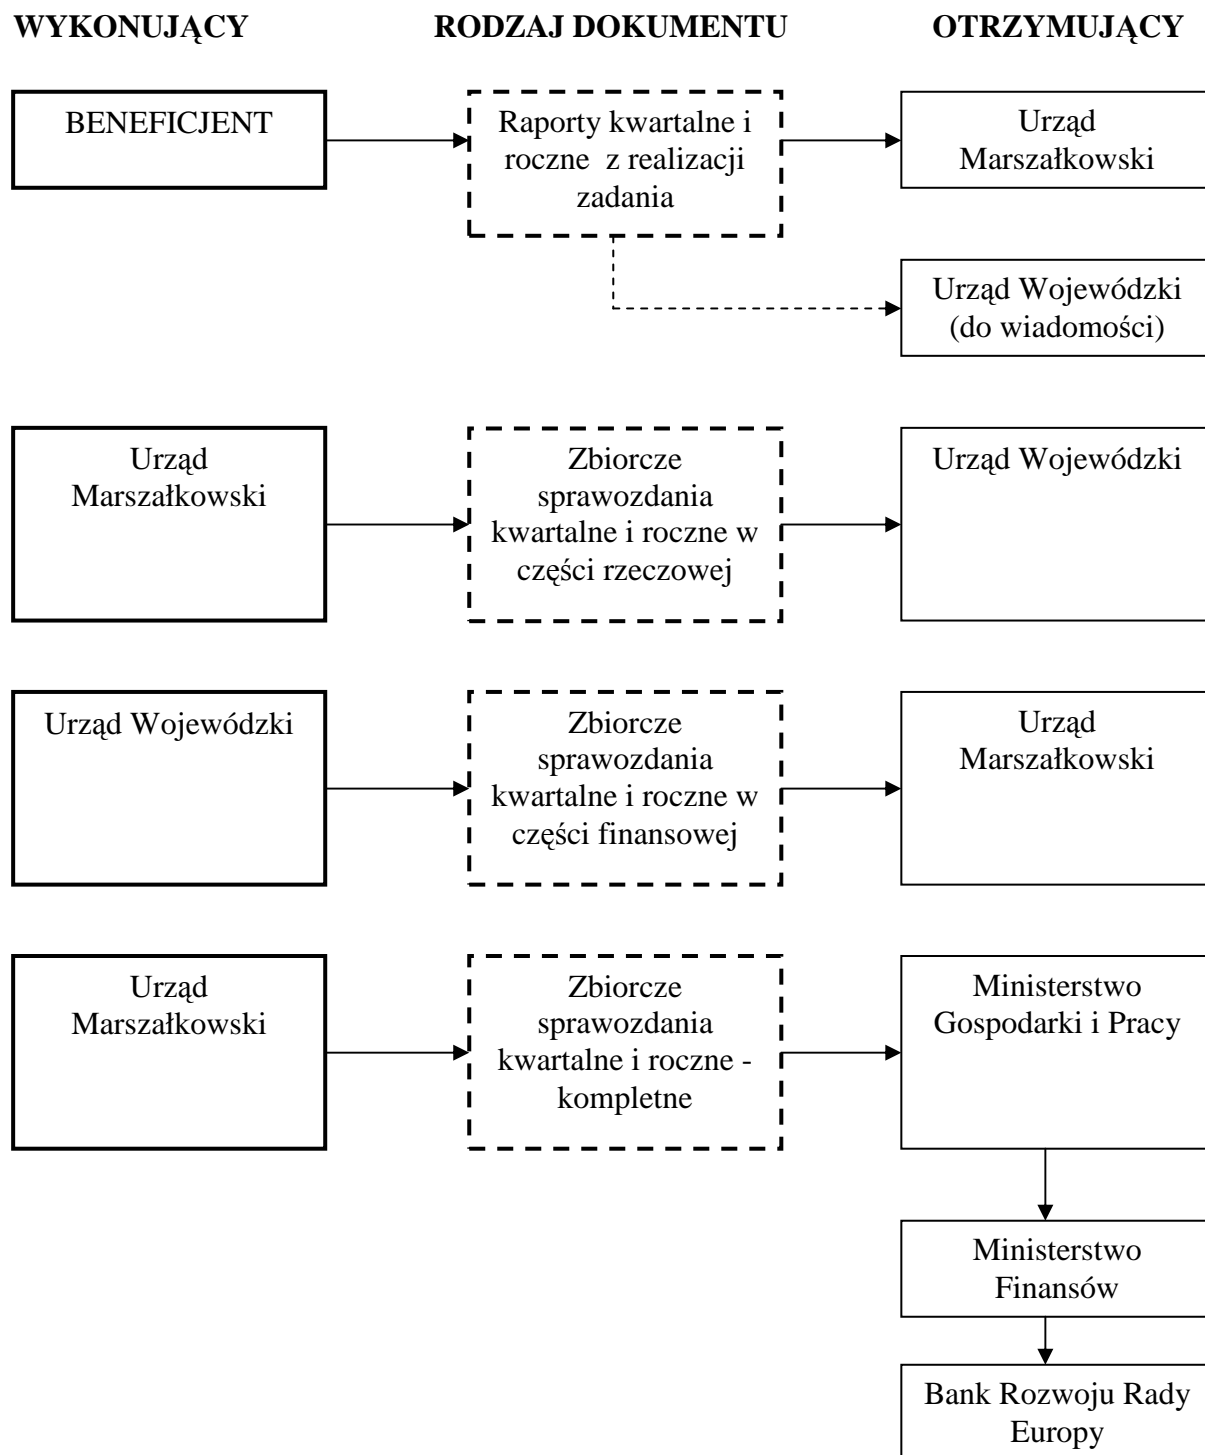 WYKONUJĄCY
RODZAJ DOKUMENTU
OTRZYMUJĄCY
BENEFICJENT
Raporty kwartalne i
roczne z realizacji
zadania
Urząd
Marszałkowski
Urząd Wojewódzki
(do wiadomości)
Urząd
Marszałkowski
Zbiorcze
sprawozdania
kwartalne i roczne w
części rzeczowej
Urząd Wojewódzki
Urząd Wojewódzki
Zbiorcze
sprawozdania
kwartalne i roczne w
części finansowej
Urząd
Marszałkowski
Urząd
Marszałkowski
Zbiorcze
sprawozdania
kwartalne i roczne -
kompletne
Ministerstwo
Gospodarki i Pracy
Ministerstwo
Finansów
Bank Rozwoju Rady
Europy